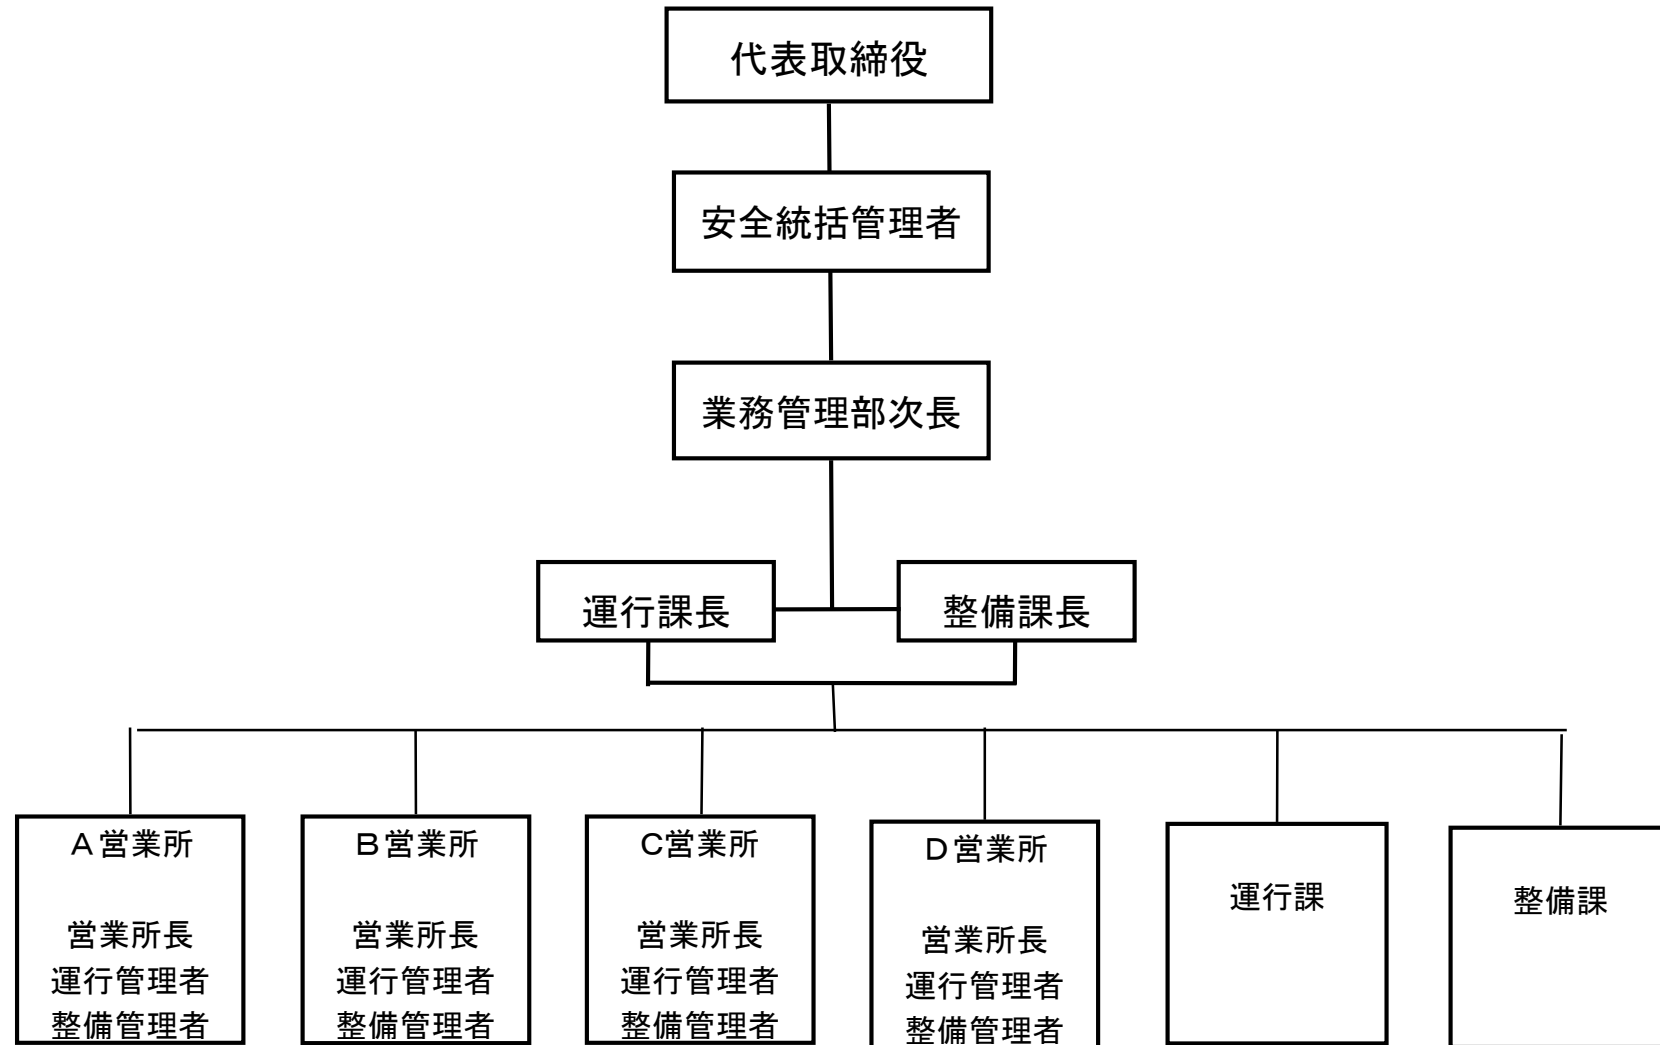 代表取締役
安全統括管理者
業務管理部次長
運行課長
整備課長
Ａ営業所
営業所長
運行管理者
整備管理者
Ｂ営業所
営業所長
運行管理者
整備管理者
Ｃ営業所
営業所長
運行管理者
整備管理者
Ｄ営業所
営業所長
運行管理者
整備管理者
運行課
整備課